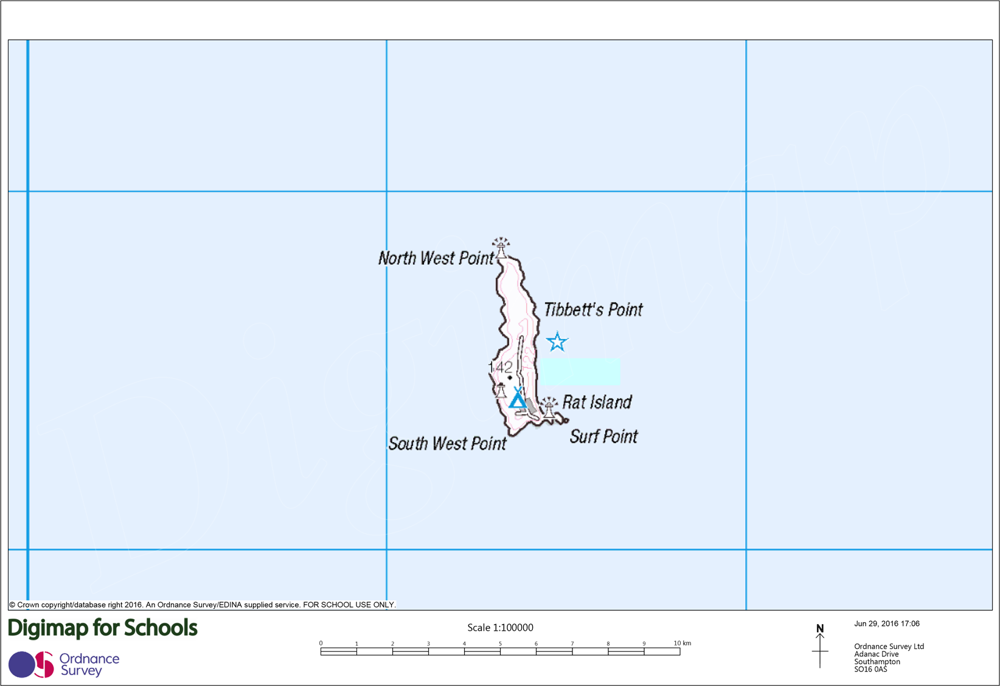 North West Point
Tibbett's Point
142
122
Rat Island
Surf Point
South West Point
Digimap
© Crown copyright/database right 2016. An Ordnance Survey/EDINA supplied service. FOR SCHOOL USE ONLY.
Digimap for Schools
Ordnance
Survey
Scale 1:100000
0 1 2 3 4 5 6 7 8 9 10 km
N
Jun 29, 2016 17:06
Ordnance Survey Ltd
Adanac Drive
Southampton
SO16 0AS